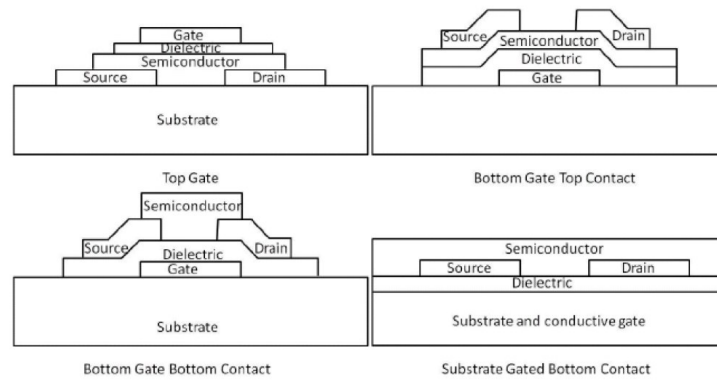 Gate
Dielectric
Semiconductor
Source Drain
Substrate
Top Gate
Source Semiconductor Drain
Dielectric
Gate
Bottom Gate Top Contact
Semiconductor
Source Dielectric Drain
Gate
Substrate
Bottom Gate Bottom Contact
Semiconductor
Source Drain
Dielectric
Substrate and conductive gate
Substrate Gated Bottom Contact